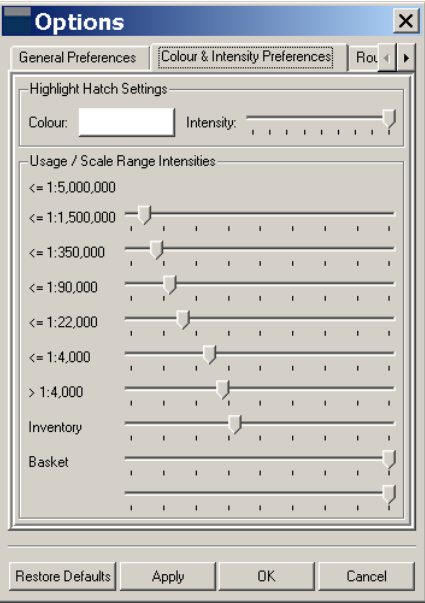 Options
General Preferences
Colour & Intensity Preferences
Rou
Highlight Hatch Settings
Colour:
Intensity:
Usage / Scale Range Intensities
<= 1:5,000,000
<= 1:1,500,000
<= 1:350,000
<= 1:90,000
<= 1:22,000
<= 1:4,000
> 1:4,000
Inventory
Basket
Restore Defaults
Apply
OK
Cancel